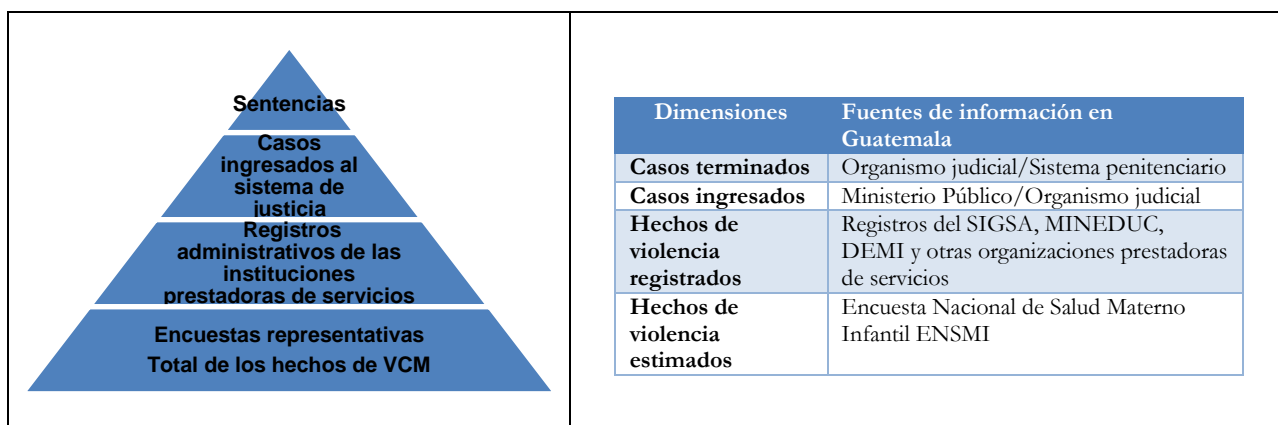 Sentencias
Casos
ingresados al
sistema de
justicia
Registros
administrativos de las
instituciones
prestadoras de servicios
Encuestas representativas
Total de los hechos de VCM
Dimensiones
Fuentes de información en
Guatemala
Casos terminados
Organismo judicial/Sistema penitenciario
Casos ingresados
Ministerio Público/Organismo judicial
Hechos de
violencia
registrados
Registros del SIGSA, MINEDUC,
DEMI y otras organizaciones prestadoras
de servicios
Hechos de
violencia
estimados
Encuesta Nacional de Salud Materno
Infantil ENSMI